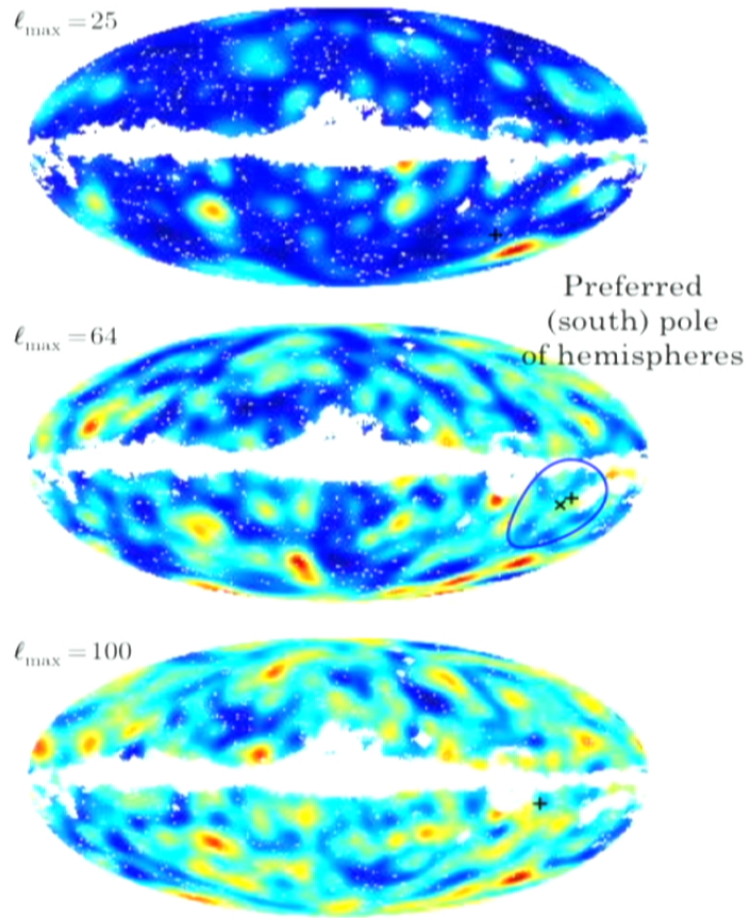 ℓmax = 25
Preferred
(south) pole
of hemispheres
ℓmax = 64
ℓmax = 100